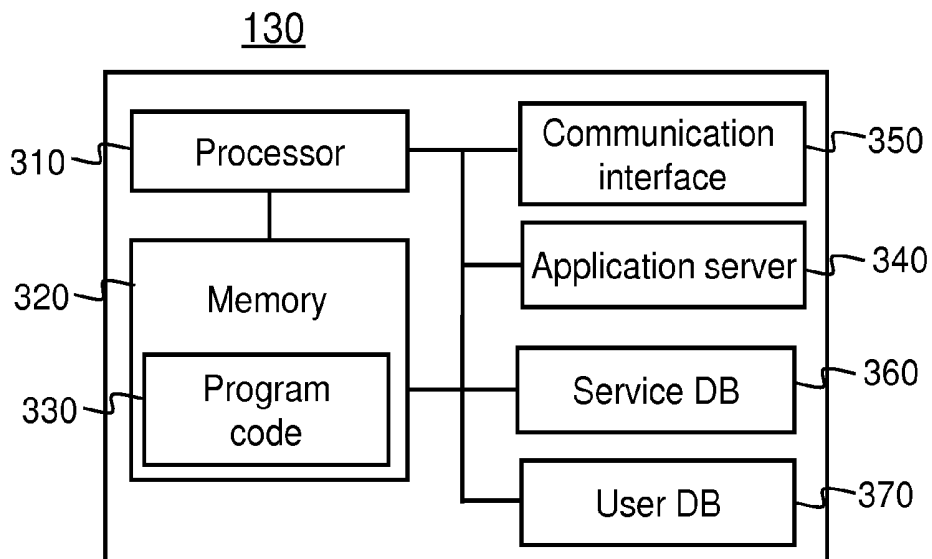 130
310
Processor
Communication
interface
350
320
Memory
Application server
340
330
Program
code
Service DB
360
User DB
370